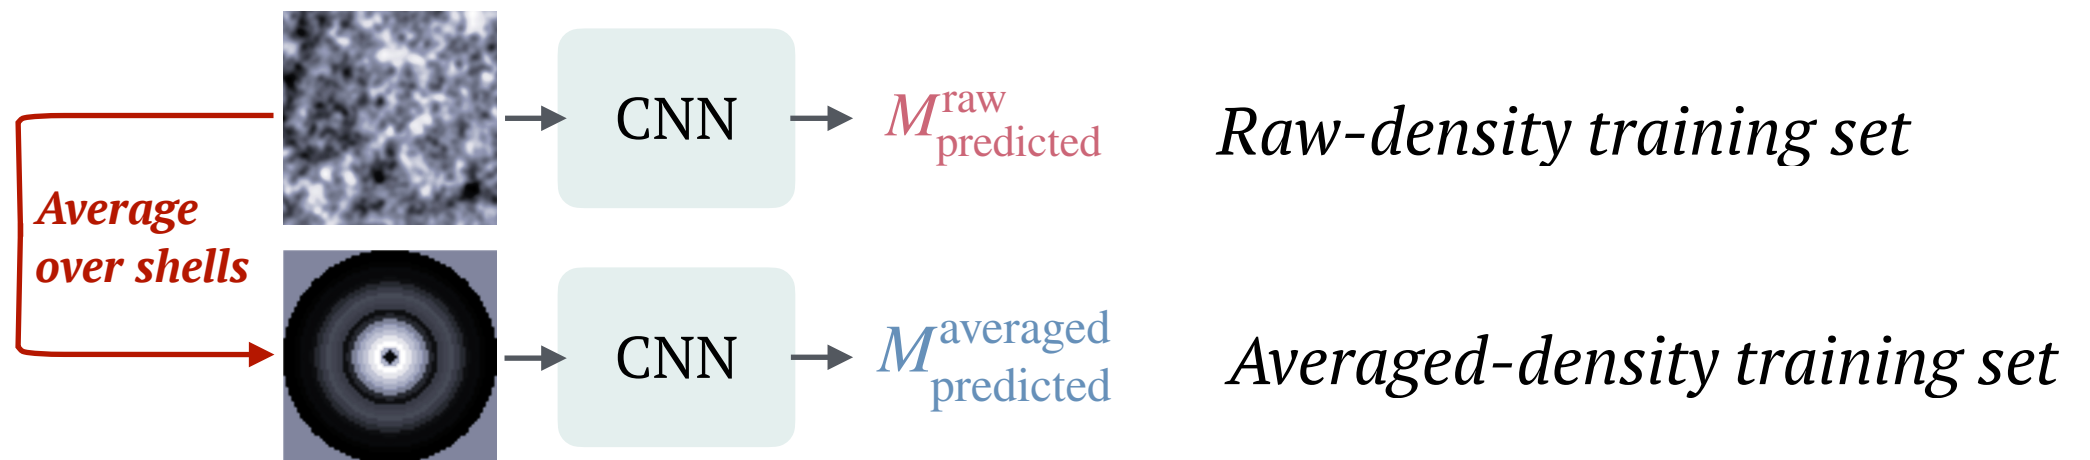 CNN
M raw predicted
Raw-density training set
Average
over shells
CNN
M averaged predicted
Averaged-density training set